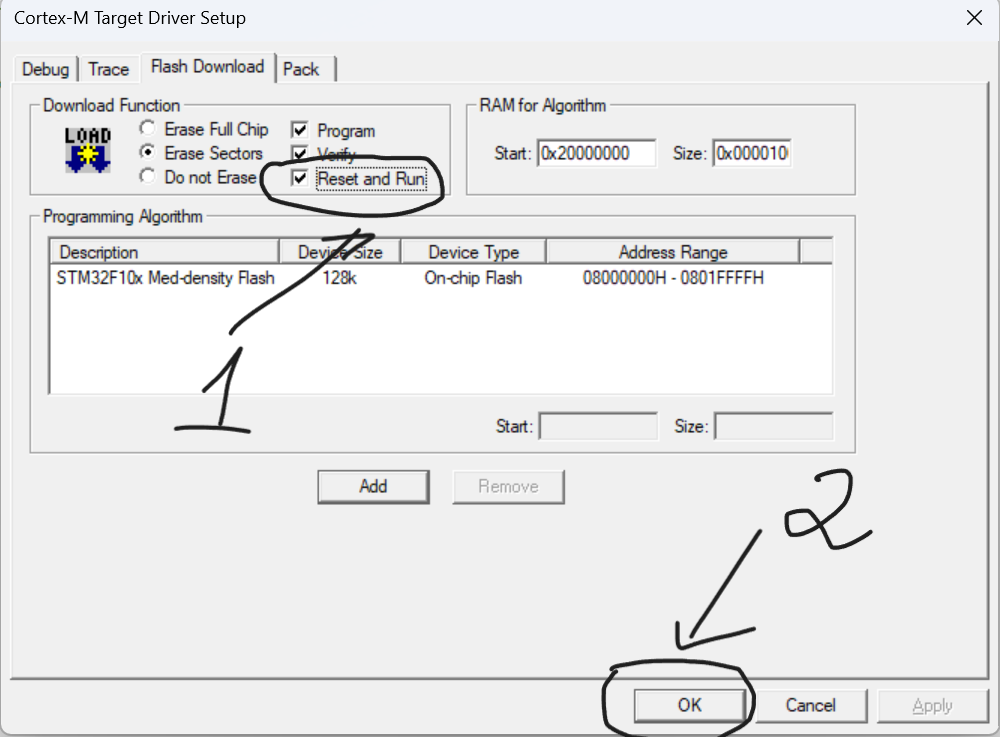 Cortex-M Target Driver Setup
Debug Trace Flash Download Pack
Download Function
LOAD
Erase Full Chip
Erase Sectors
Do not Erase
Program
Verify
Reset and Run
RAM for Algorithm
Start: 0x20000000 Size: 0x000010
Programming Algorithm
Description Device Size Device Type Address Range
STM32F10x Med-density Flash 128k On-chip Flash 08000000H - 0801FFFFH
1
Start: Size:
Add Remove
2
OK Cancel Apply